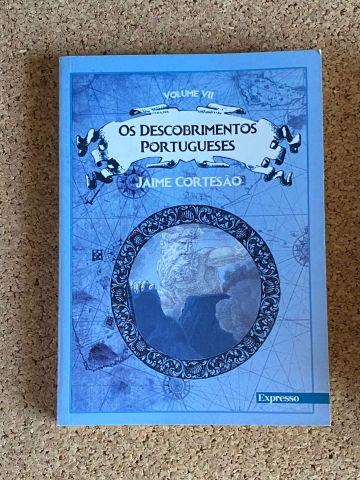 VOLUME VII
OS DESCOBRIMENTOS
PORTUGUESES
JAIME CORTESÃO
Expresso